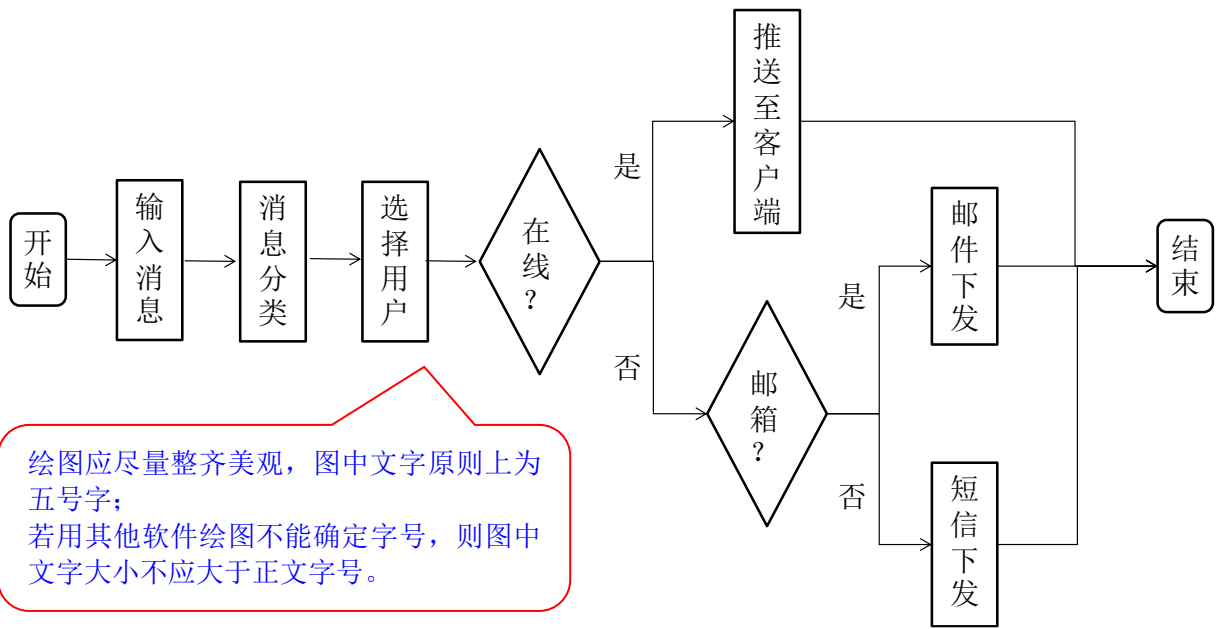 开始
输入消息
消息分类
选择用户
在线？
是
否
推送至客户端
邮箱？
是
否
邮件下发
短信下发
结束
绘图应尽量整齐美观，图中文字原则上为
五号字；
若用其他软件绘图不能确定字号，则图中
文字大小不应大于正文字号。